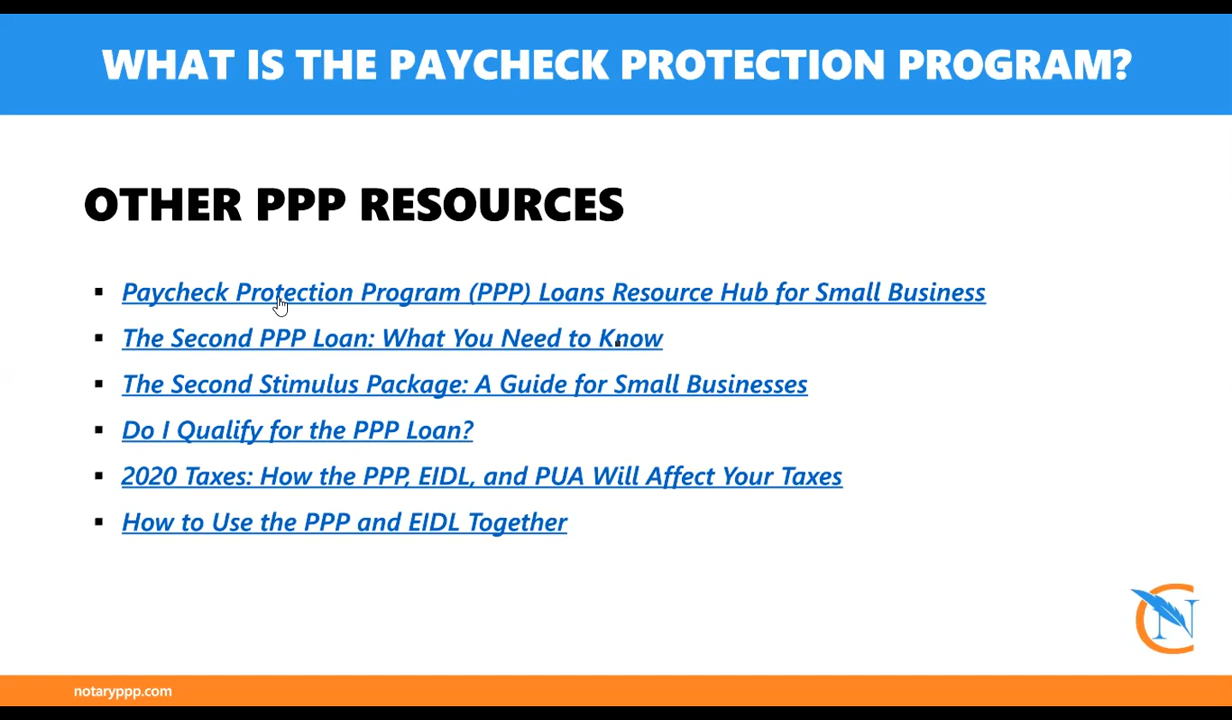 WHAT IS THE PAYCHECK PROTECTION PROGRAM?
OTHER PPP RESOURCES
▪ Paycheck Protection Program (PPP) Loans Resource Hub for Small Business
▪ The Second PPP Loan: What You Need to Know
▪ The Second Stimulus Package: A Guide for Small Businesses
▪ Do I Qualify for the PPP Loan?
▪ 2020 Taxes: How the PPP, EIDL, and PUA Will Affect Your Taxes
▪ How to Use the PPP and EIDL Together
CN
notaryppp.com